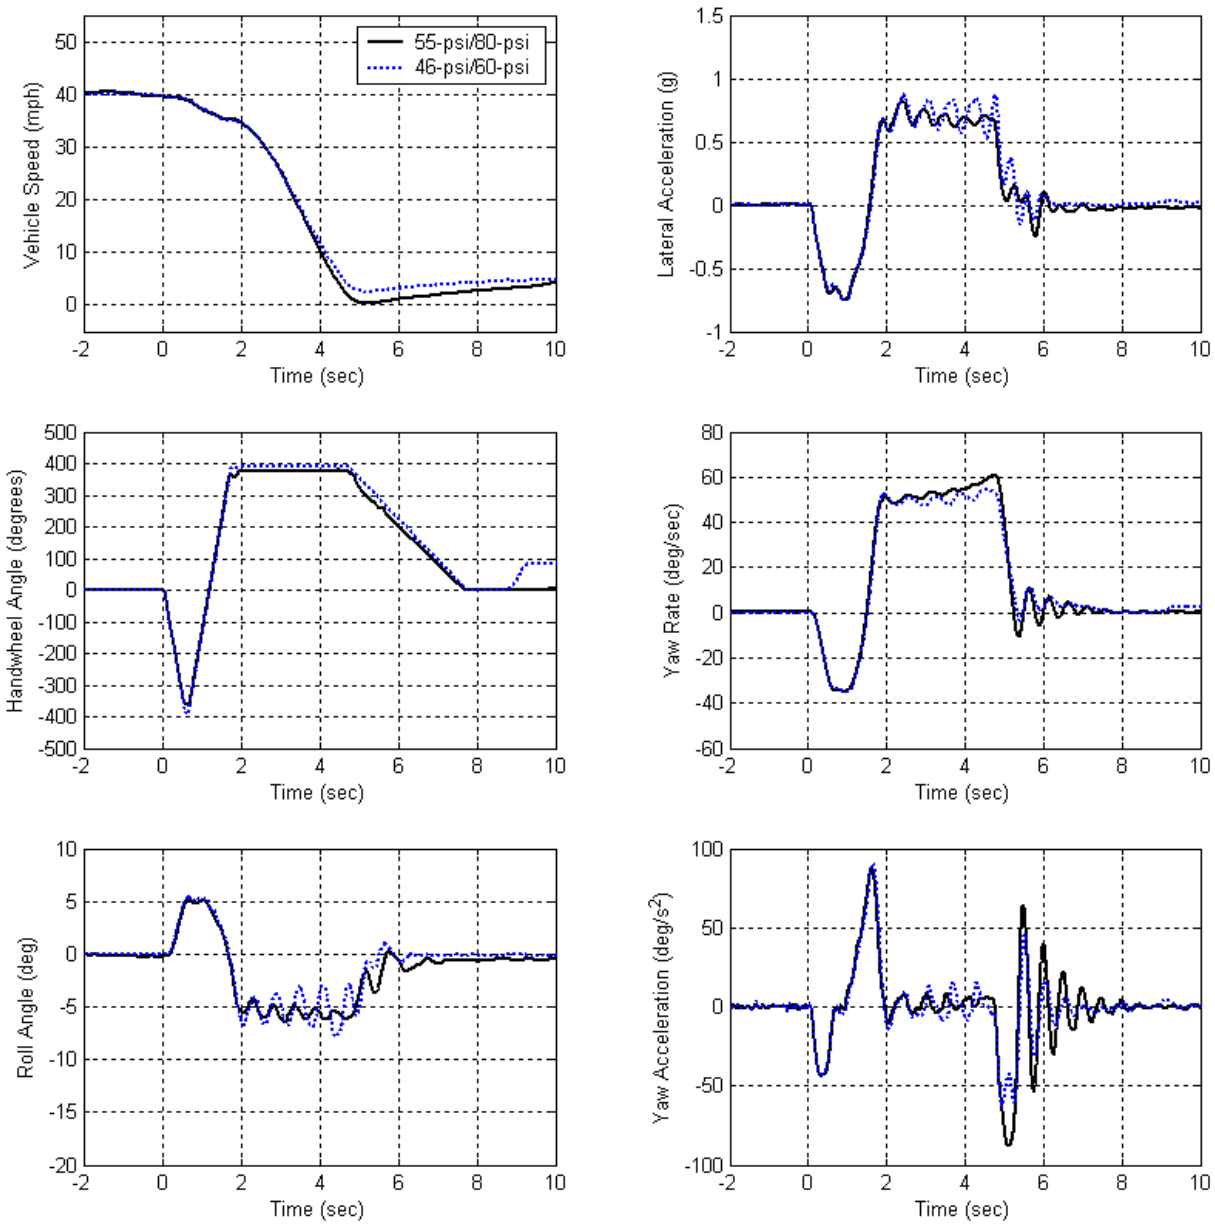 Vehicle Speed (mph)
50
40
30
20
10
0
-2 0 2 4 6 8 10
Time (sec)
55-psi/80-psi
46-psi/60-psi
Lateral Acceleration (g)
1.5
1
0.5
0
-0.5
-1
-2 0 2 4 6 8 10
Time (sec)
Handwheel Angle (degrees)
500
400
300
200
100
0
-100
-200
-300
-400
-500
-2 0 2 4 6 8 10
Time (sec)
Yaw Rate (deg/sec)
80
60
40
20
0
-20
-40
-60
-2 0 2 4 6 8 10
Time (sec)
Roll Angle (deg)
10
5
0
-5
-10
-15
-20
-2 0 2 4 6 8 10
Time (sec)
Yaw Acceleration (deg/s²)
100
50
0
-50
-100
-2 0 2 4 6 8 10
Time (sec)